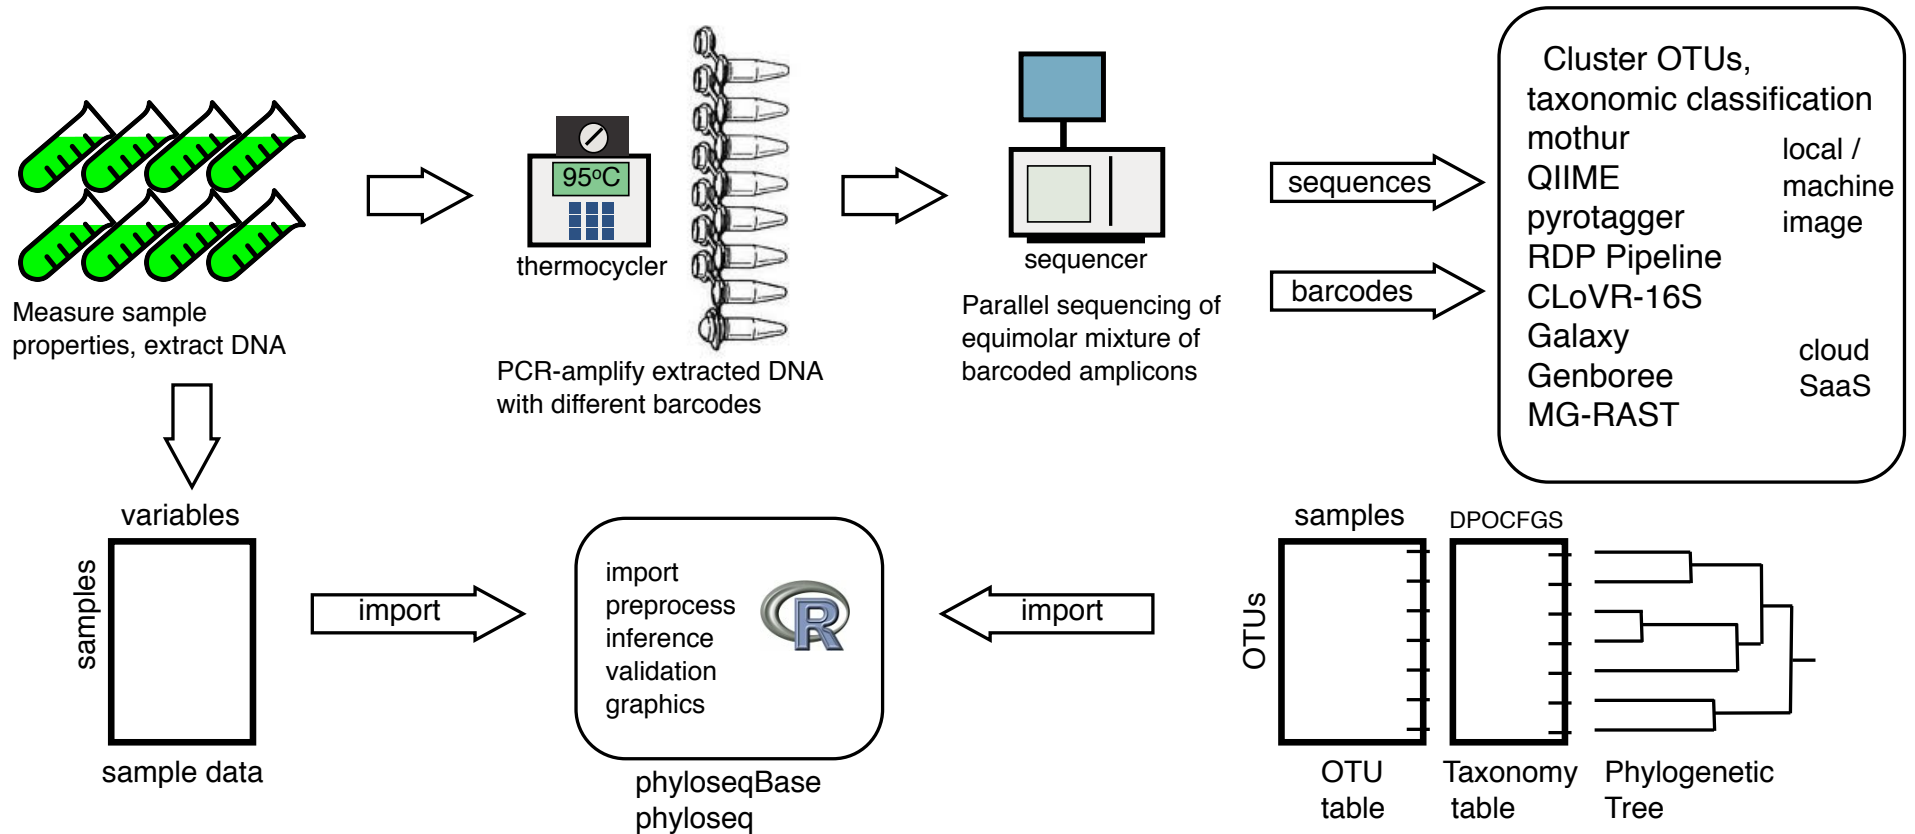 Measure sample
properties, extract DNA
95oC
thermocycler
PCR-amplify extracted DNA
with different barcodes
sequencer
Parallel sequencing of
equimolar mixture of
barcoded amplicons
sequences
barcodes
Cluster OTUs,
taxonomic classification
mothur
QIIME
pyrotagger
RDP Pipeline
CLoVR-16S
Galaxy
Genboree
MG-RAST
local /
machine
image
cloud
SaaS
variables
samples
sample data
import
import
preprocess
inference
validation
graphics
R
phyloseqBase
phyloseq
import
samples
OTUs
OTU
table
DPOCFGS
Taxonomy
table
Phylogenetic
Tree